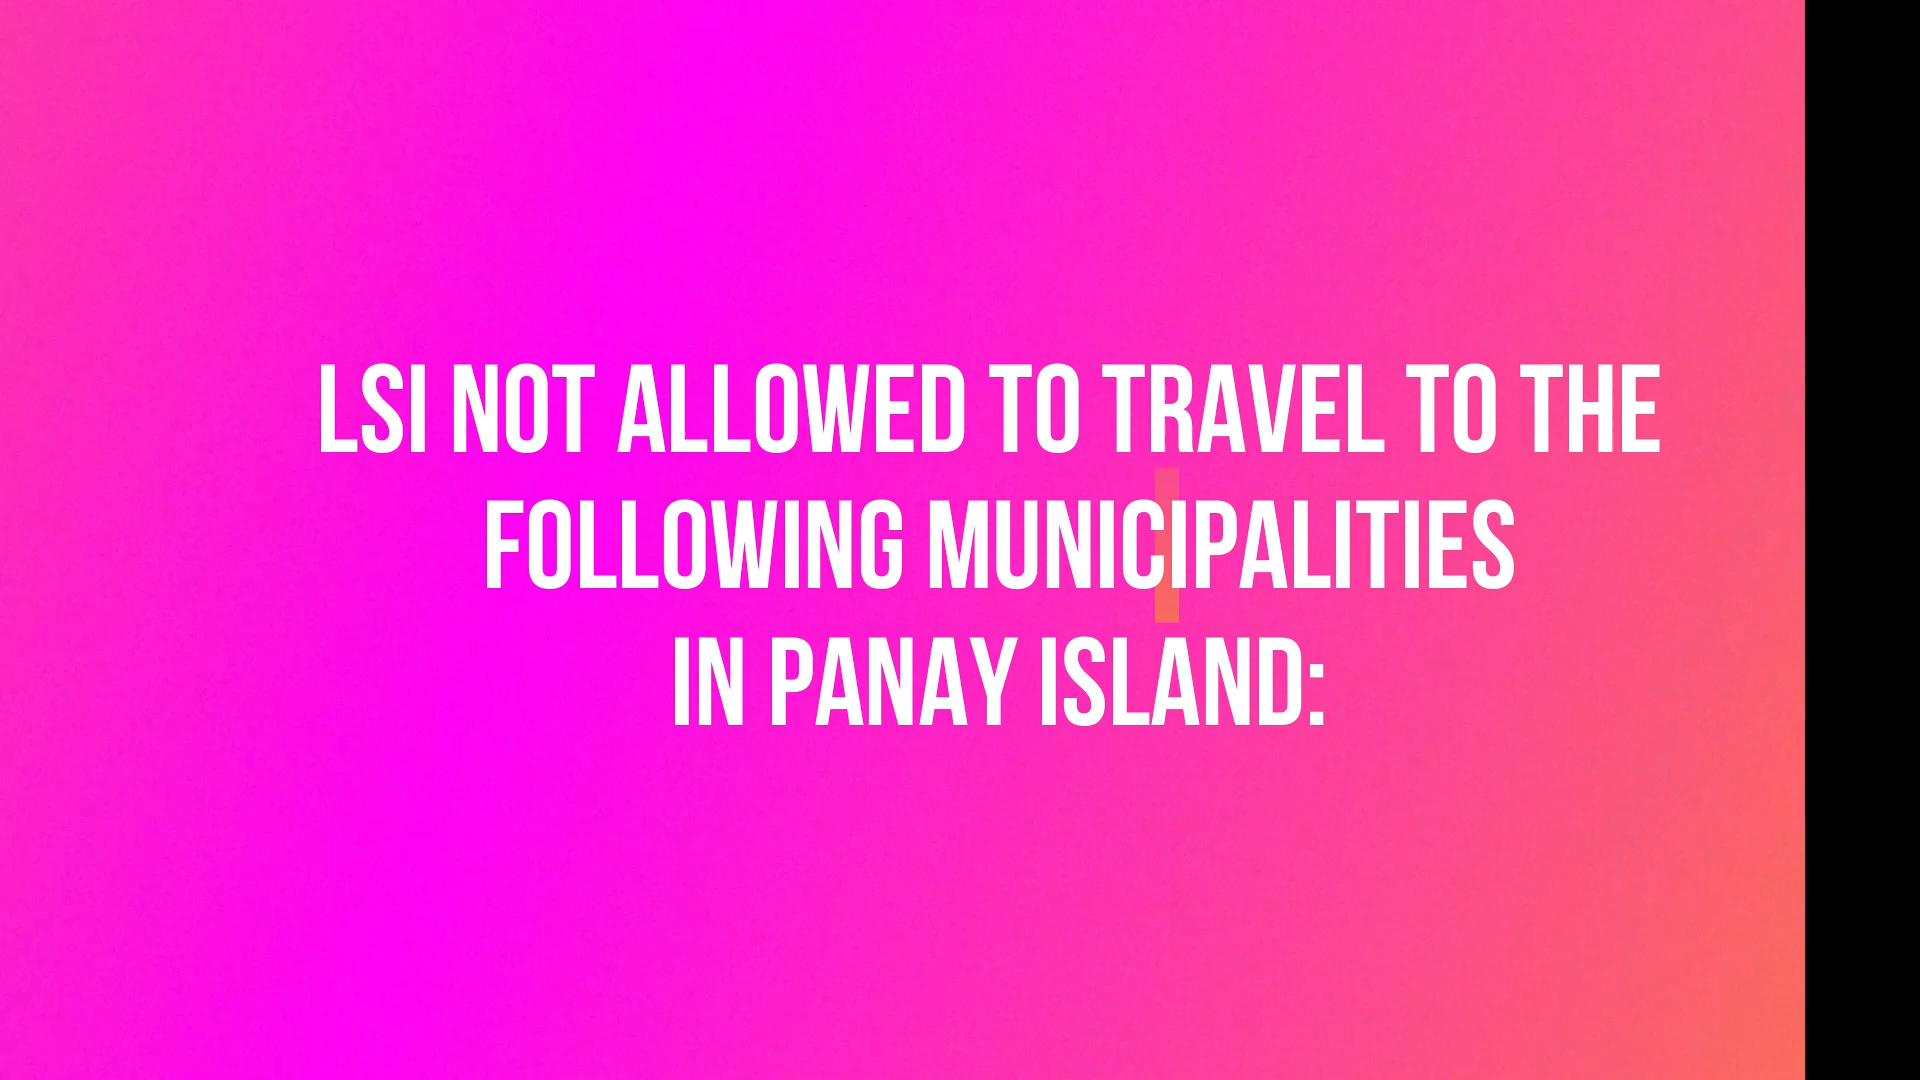 LSI NOT ALLOWED TO TRAVEL TO THE
FOLLOWING MUNICIPALITIES
IN PANAY ISLAND: